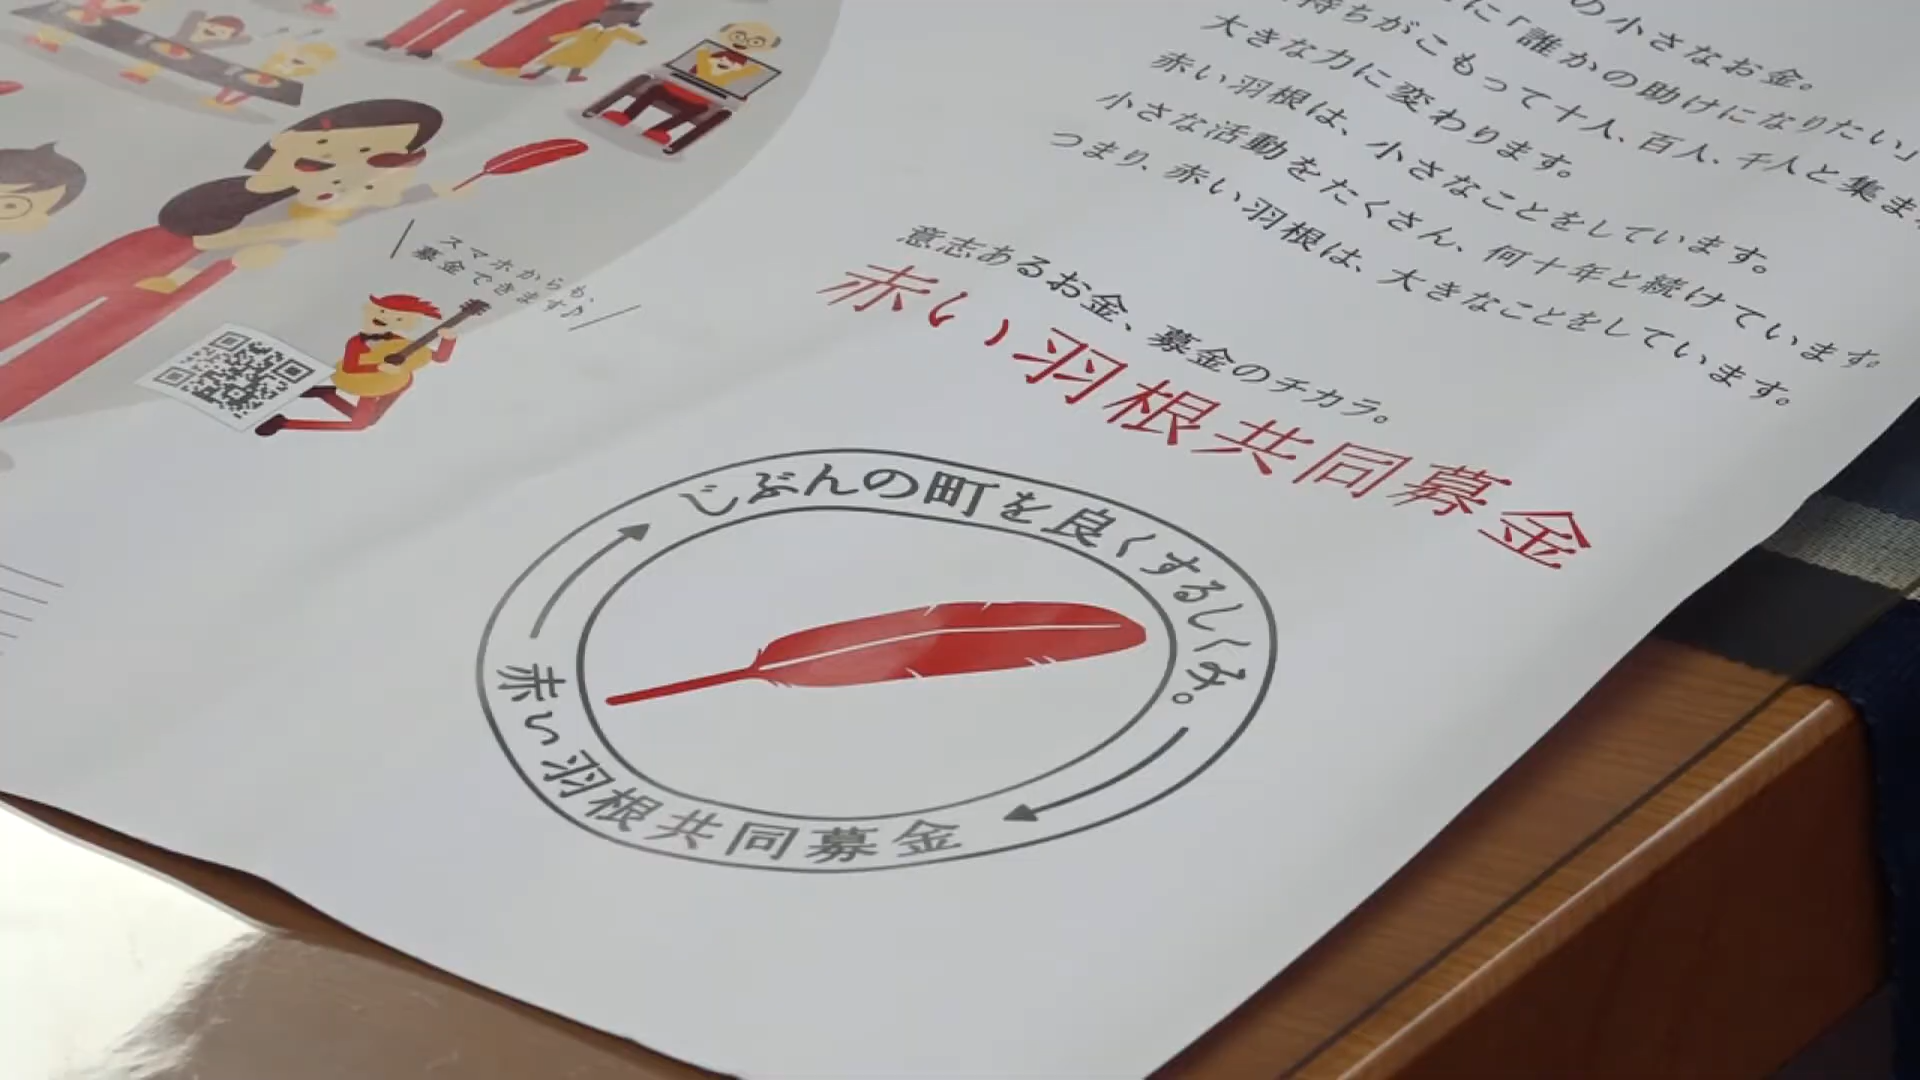 の小さなお金。
に「誰かの助けになりたい」
持ちがこもって十人、百人、千人と集ま
大きな力に変わります。
赤い羽根は、小さなことをしています。
小さな活動をたくさん、何十年と続けています。
つまり、赤い羽根は、大きなことをしています。
意志あるお金、募金のチカラ。
赤い羽根共同募金
スマホからも、
募金できます♪
じぶんの町を良くするしくみ。
赤い羽根共同募金